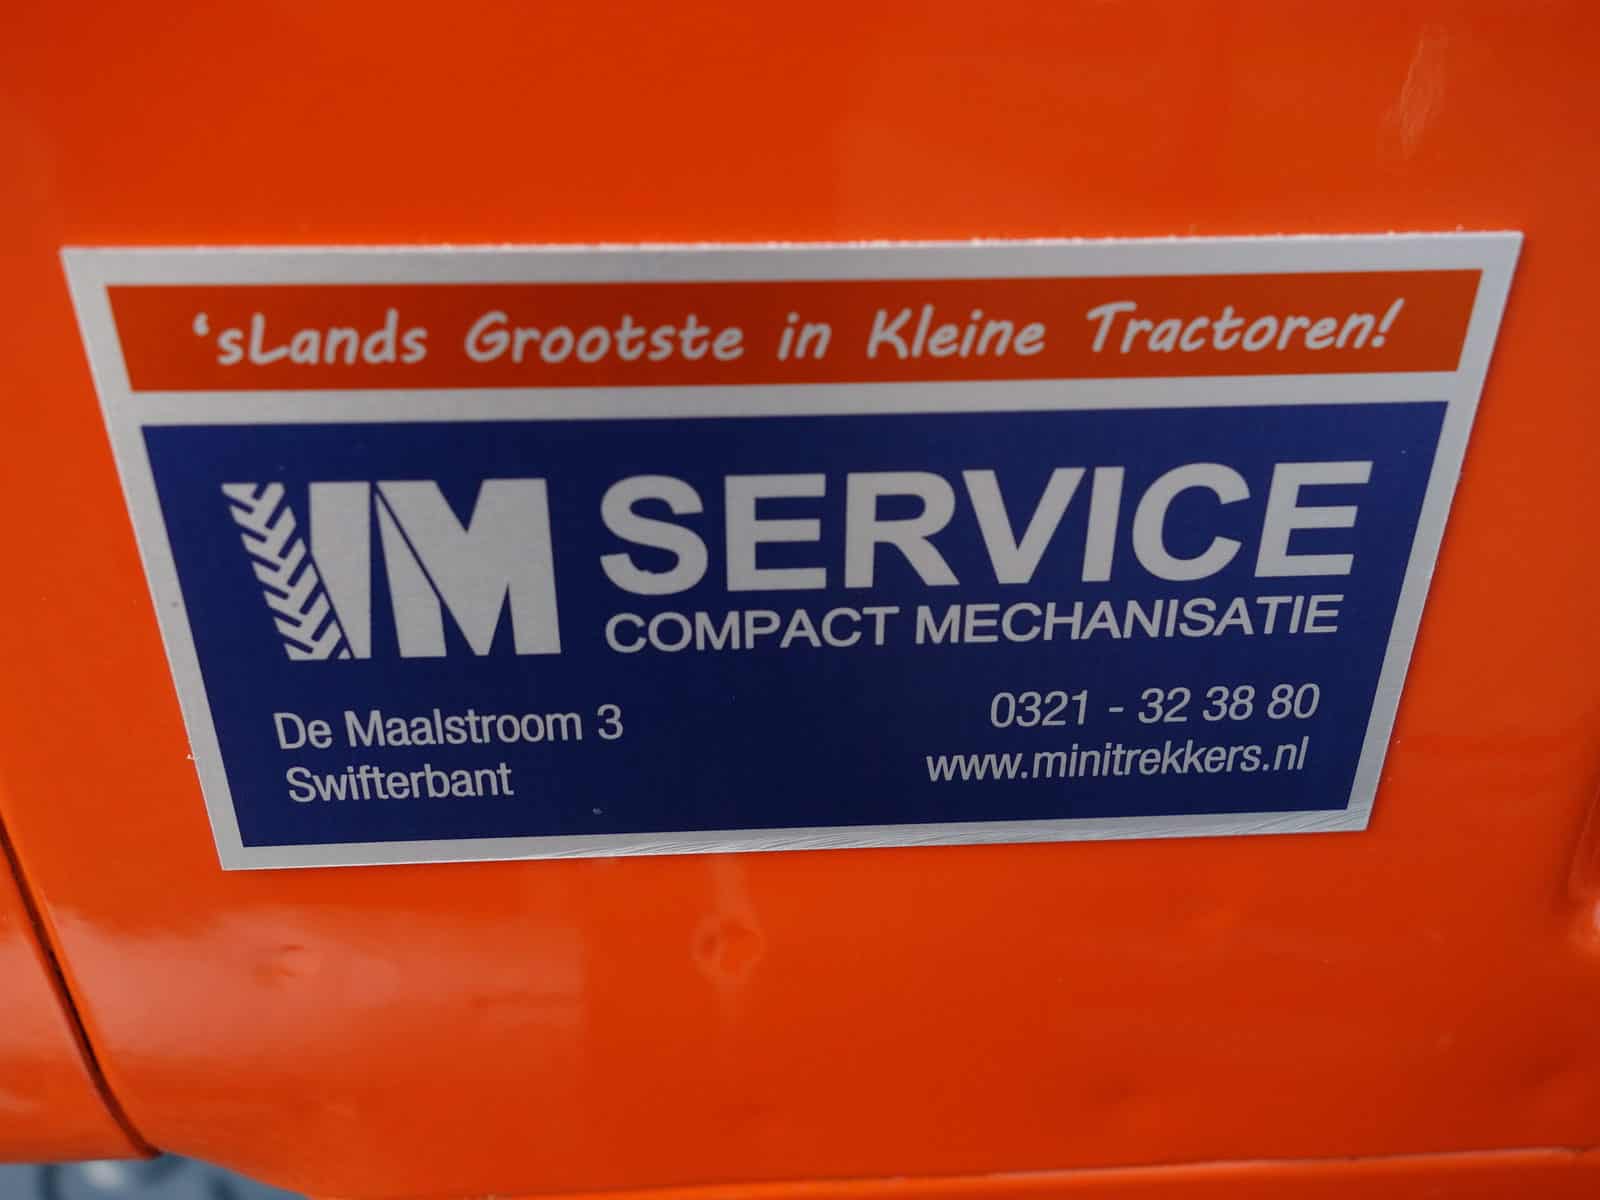 ‘sLands Grootste in Kleine Tractoren!
IM SERVICE
COMPACT MECHANISATIE
De Maalstroom 3
Swifterbant
0321 - 32 38 80
www.minitrekkers.nl